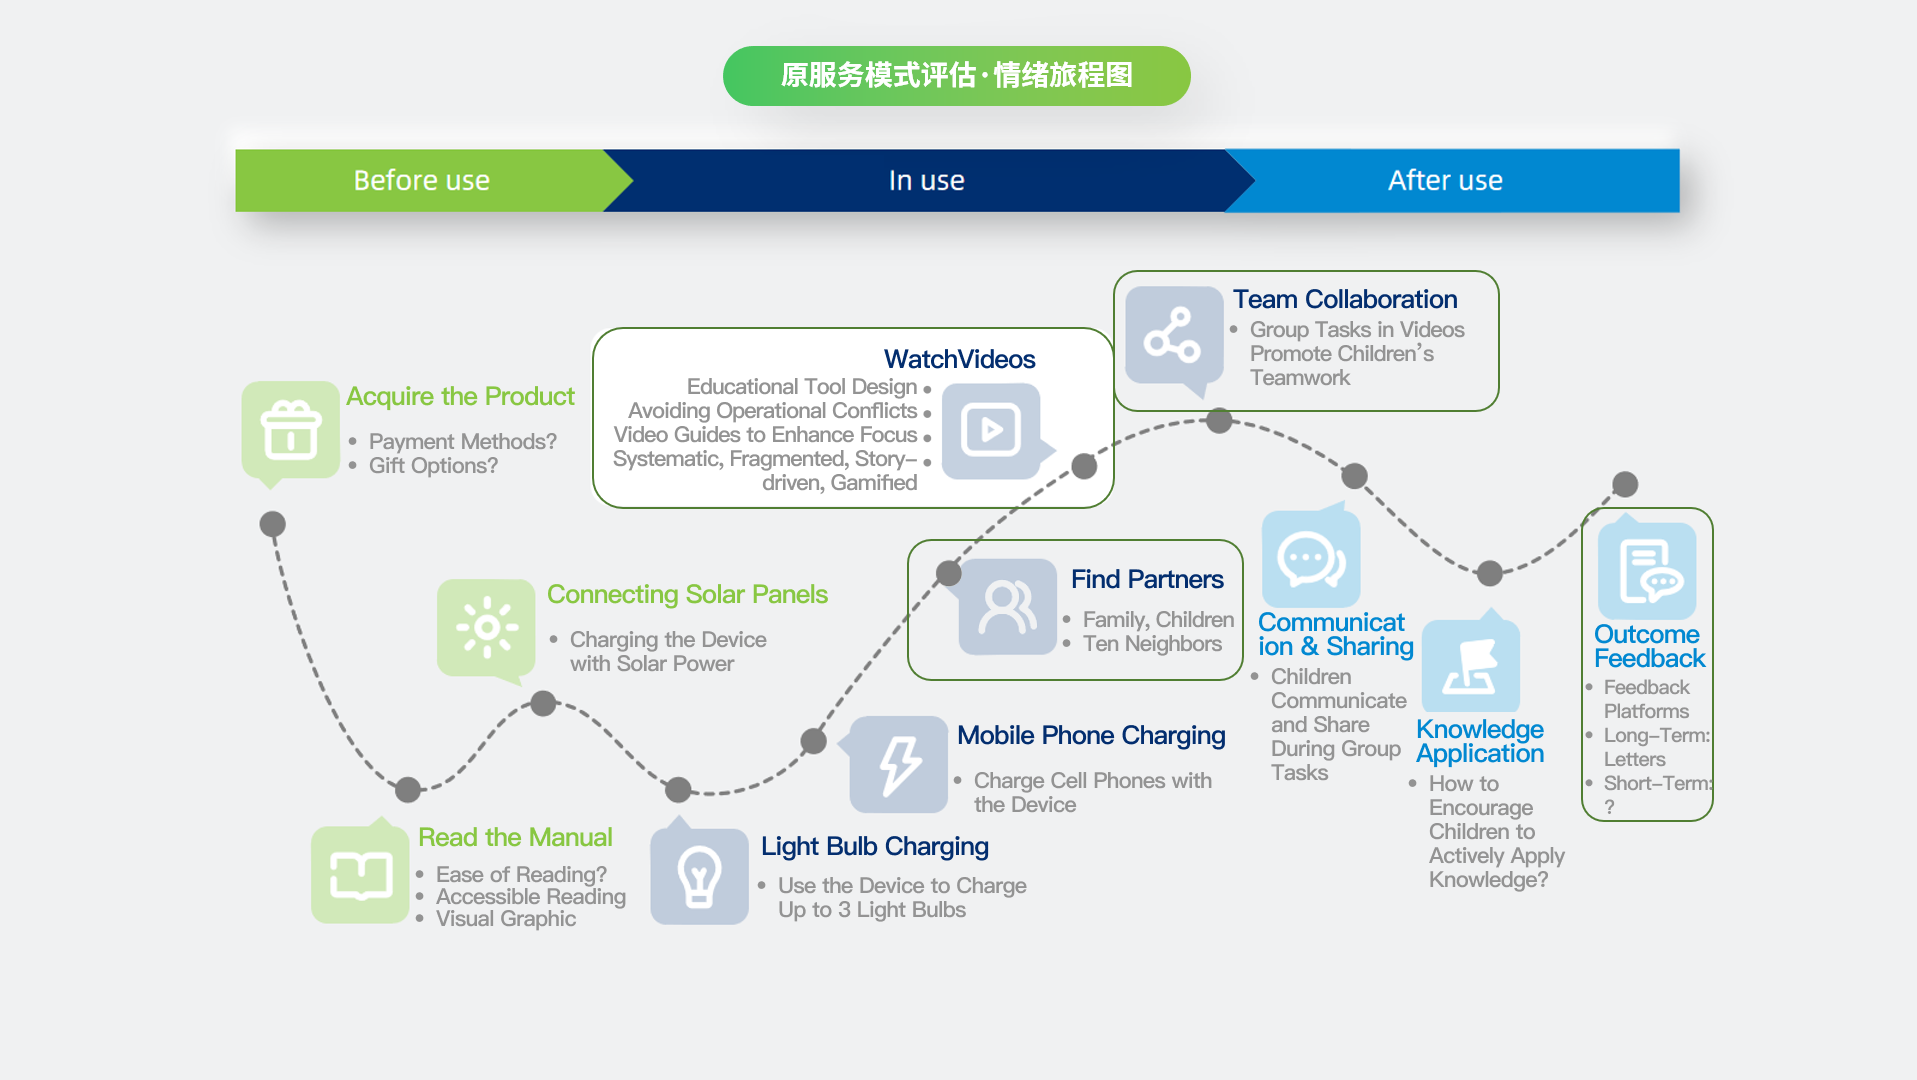 原服务模式评估·情绪旅程图
Before use
In use
After use
Acquire the Product
• Payment Methods?
• Gift Options?
WatchVideos
Educational Tool Design •
Avoiding Operational Conflicts •
Video Guides to Enhance Focus •
Systematic, Fragmented, Story- •
driven, Gamified
Team Collaboration
• Group Tasks in Videos
Promote Children's
Teamwork
Connecting Solar Panels
• Charging the Device
with Solar Power
Find Partners
• Family, Children
• Ten Neighbors
Communicat
ion & Sharing
• Children
Communicate
and Share
During Group
Tasks
Outcome
Feedback
• Feedback
Platforms
• Long-Term:
Letters
• Short-Term:
?
Mobile Phone Charging
• Charge Cell Phones with
the Device
Knowledge
Application
• How to
Encourage
Children to
Actively Apply
Knowledge?
Read the Manual
• Ease of Reading?
• Accessible Reading
• Visual Graphic
Light Bulb Charging
• Use the Device to Charge
Up to 3 Light Bulbs